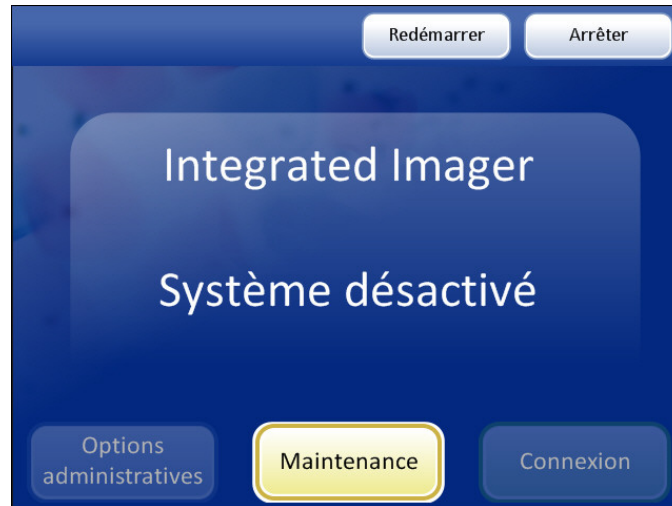 Redémarrer
Arrêter
Integrated Imager
Système désactivé
Options
administratives
Maintenance
Connexion